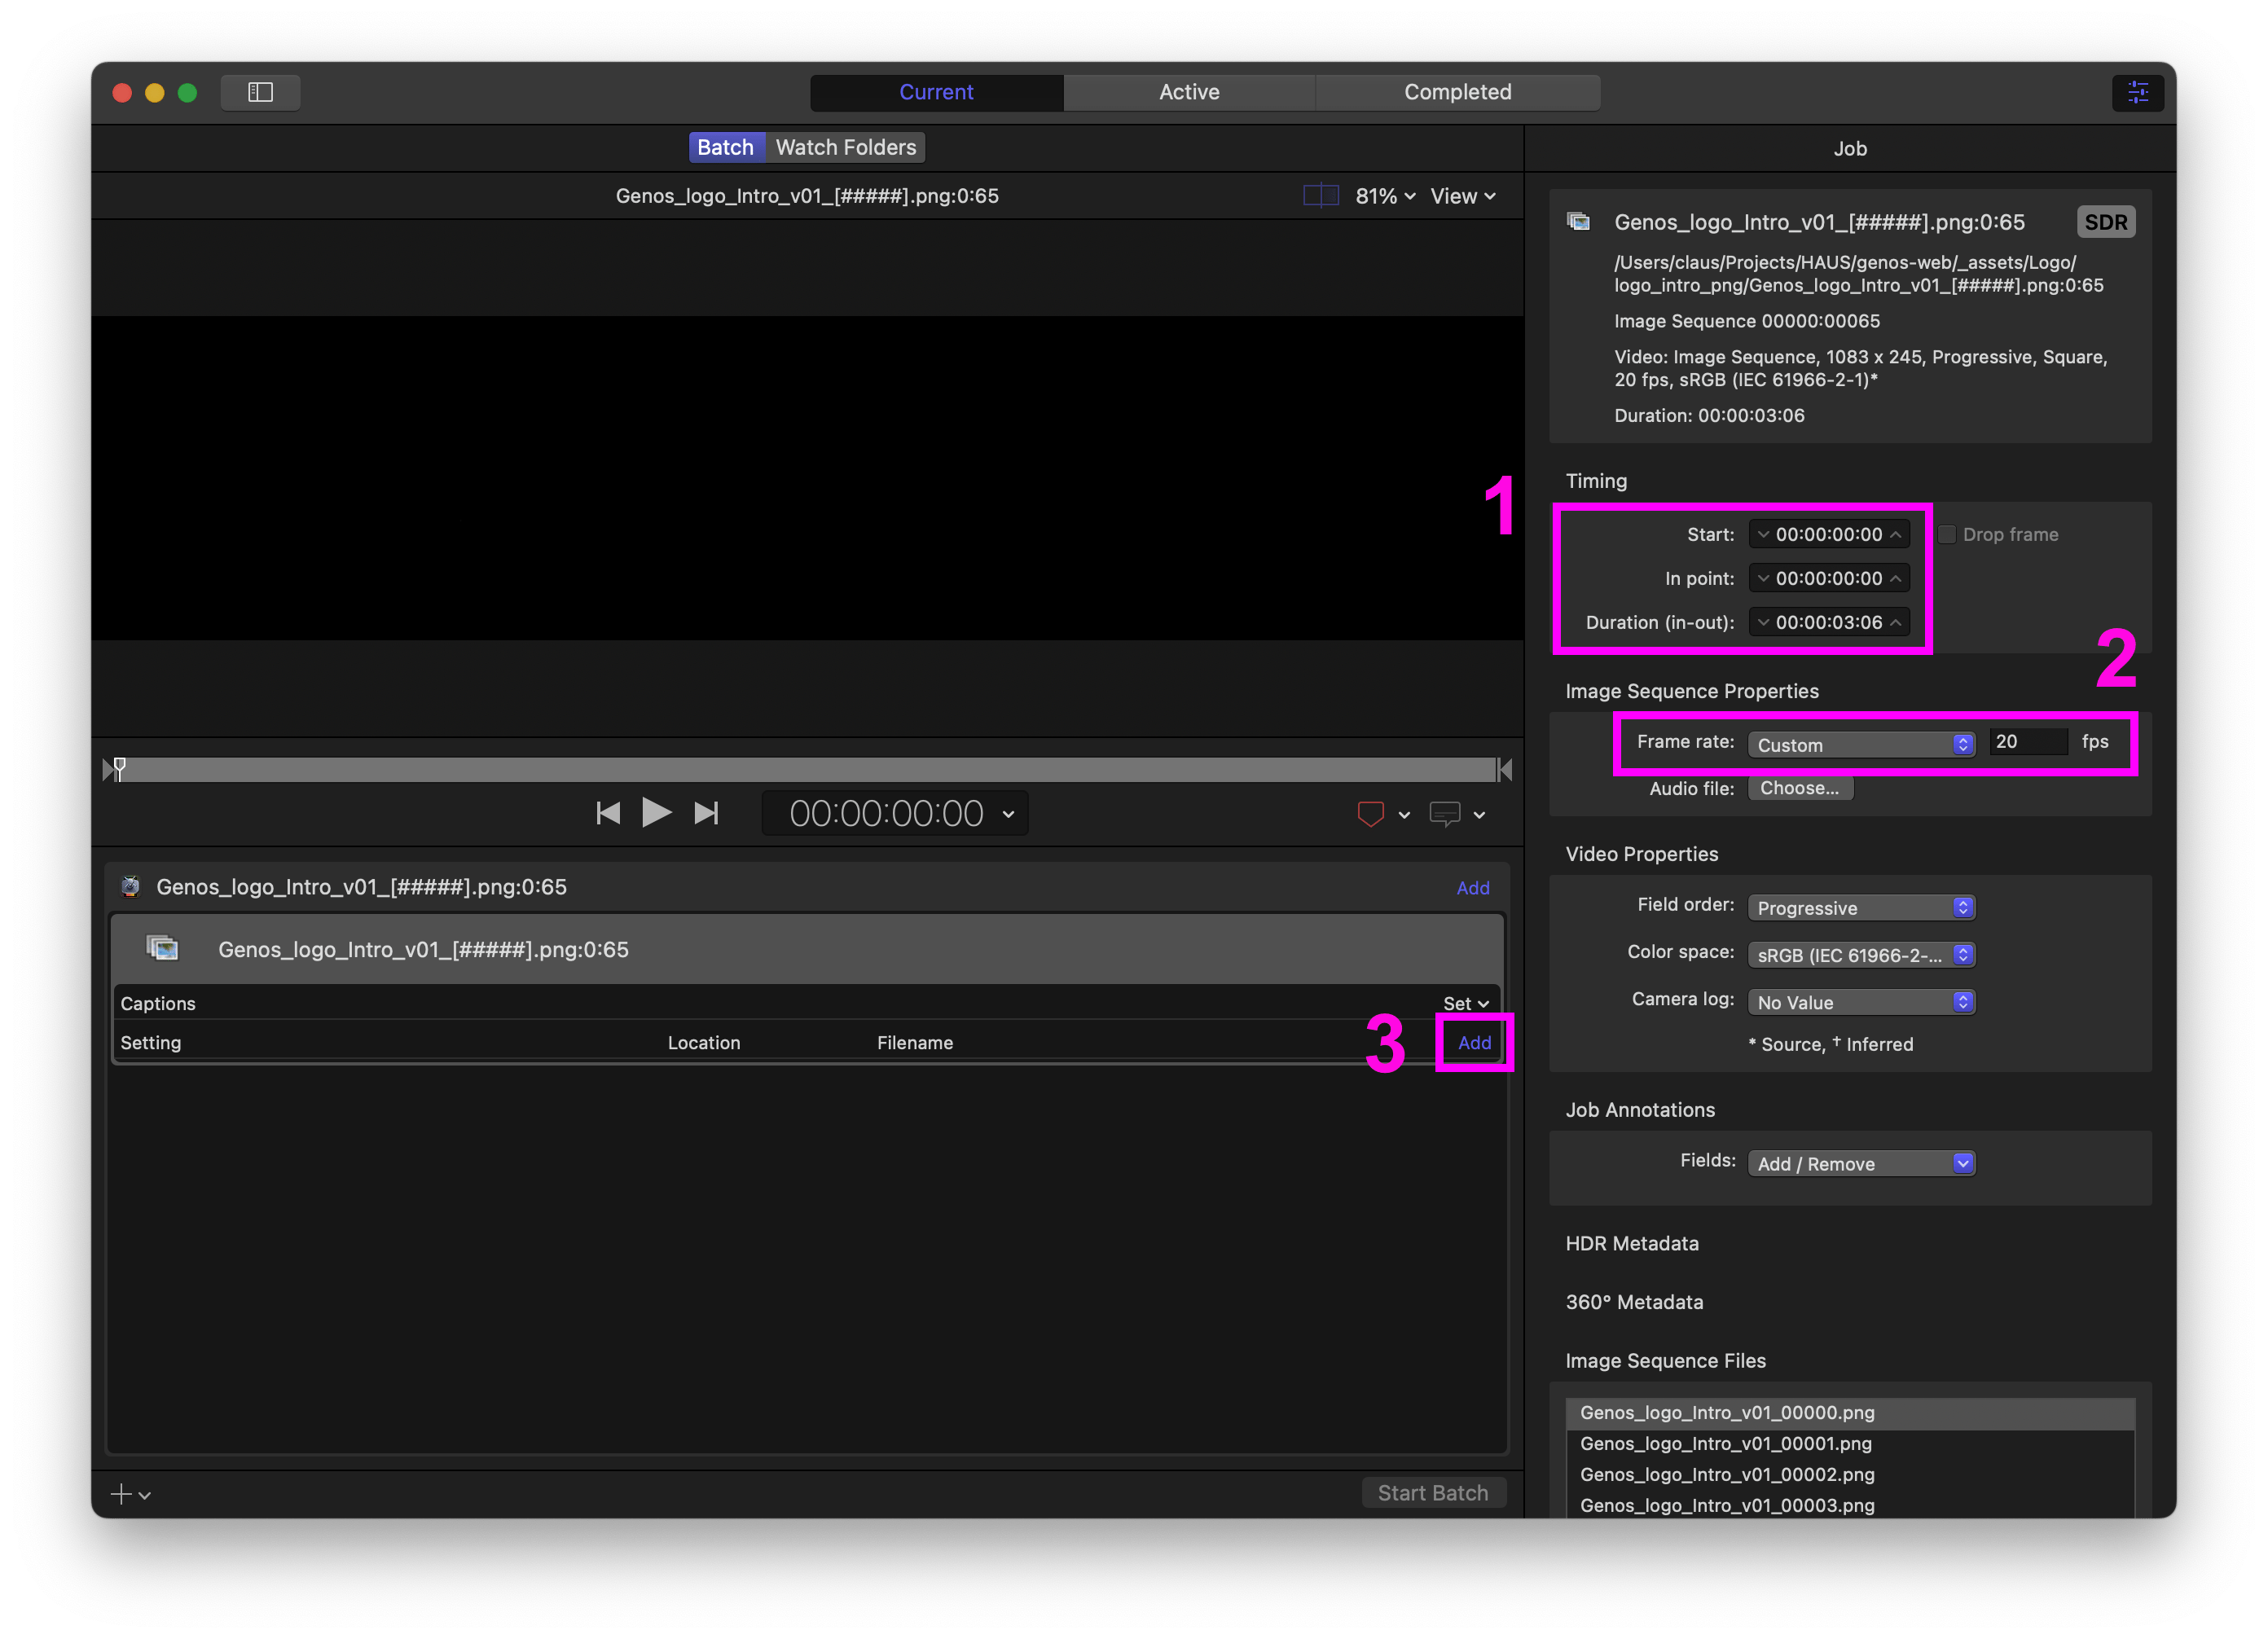 Current
Active
Completed
Batch
Watch Folders
Job
Genos_logo_Intro_v01_[#####].png:0:65
81%
View
Genos_logo_Intro_v01_[#####].png:0:65
SDR
/Users/claus/Projects/HAUS/genos-web/_assets/Logo/
logo_intro_png/Genos_logo_Intro_v01_[#####].png:0:65
Image Sequence 00000:00065
Video: Image Sequence, 1083 x 245, Progressive, Square,
20 fps, sRGB (IEC 61966-2-1)*
Duration: 00:00:03:06
1
Timing
Start: 00:00:00:00
Drop frame
In point: 00:00:00:00
Duration (in-out): 00:00:03:06
2
Image Sequence Properties
Frame rate: Custom 20 fps
Audio file: Choose...
00:00:00:00
Video Properties
Field order: Progressive
Color space: sRGB (IEC 61966-2-...
Camera log: No Value
* Source, † Inferred
Genos_logo_Intro_v01_[#####].png:0:65
Add
Genos_logo_Intro_v01_[#####].png:0:65
Captions
Set
Setting
Location
Filename
3
Add
Job Annotations
Fields: Add / Remove
HDR Metadata
360° Metadata
Image Sequence Files
Genos_logo_Intro_v01_00000.png
Genos_logo_Intro_v01_00001.png
Genos_logo_Intro_v01_00002.png
Genos_logo_Intro_v01_00003.png
Start Batch